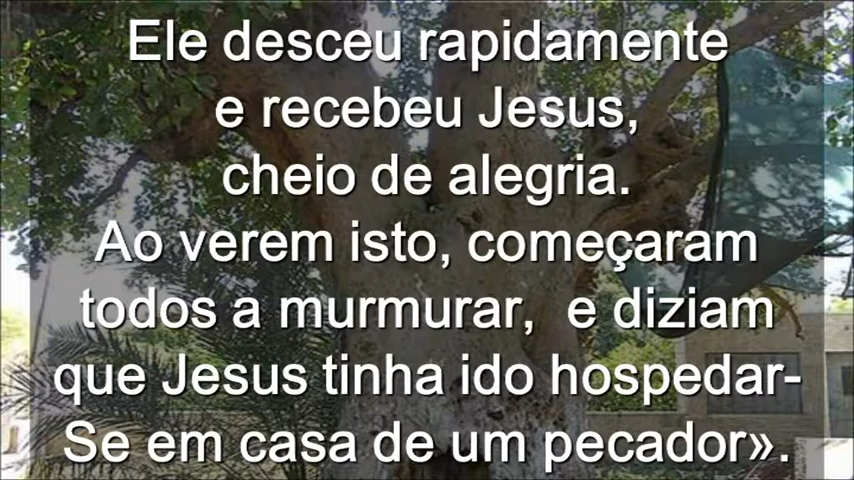 Ele desceu rapidamente
e recebeu Jesus,
cheio de alegria.
Ao verem isto, começaram
todos a murmurar, e diziam
que Jesus tinha ido hospedar-
Se em casa de um pecador».